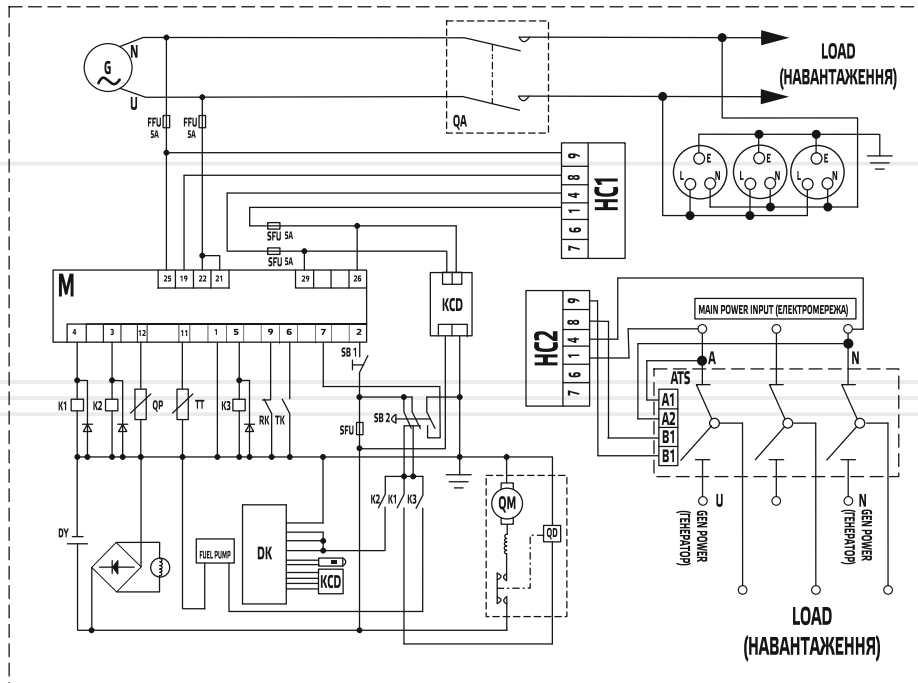 N
G
U
FFU
5A
FFU
5A
QA
LOAD
(НАВАНТАЖЕННЯ)
E
L
N
E
L
N
E
L
N
9
8
4
1
6
7
HC1
SFU 5A
SFU 5A
M
25
19
22
21
29
26
4
3
12
11
1
5
9
6
7
2
KCD
HC2
9
8
4
1
6
7
MAIN POWER INPUT (ЕЛЕКТРОМЕРЕЖА)
A
N
ATS
A1
A2
B1
B1
SB 1
K1
K2
QP
TT
K3
RK
TK
SFU
SB 2
K2
K1
K3
QM
QD
DY
FUEL PUMP
DK
KCD
U
N
GEN POWER
(ГЕНЕРАТОР)
GEN POWER
(ГЕНЕРАТОР)
LOAD
(НАВАНТАЖЕННЯ)